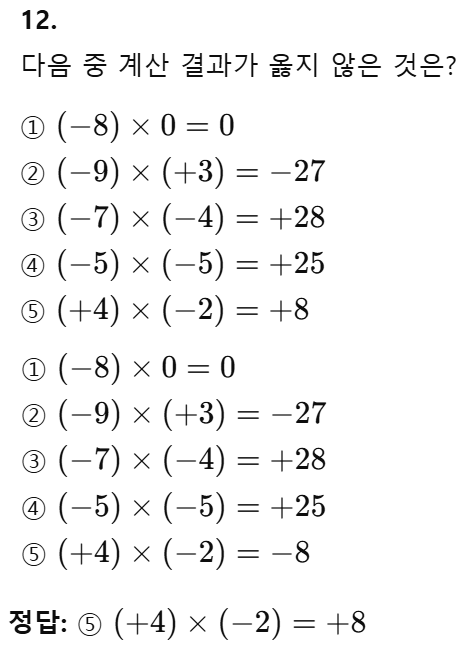 12.
다음 중 계산 결과가 옳지 않은 것은?
① (−8) × 0 = 0
② (−9) × (+3) = −27
③ (−7) × (−4) = +28
④ (−5) × (−5) = +25
⑤ (+4) × (−2) = +8
① (−8) × 0 = 0
② (−9) × (+3) = −27
③ (−7) × (−4) = +28
④ (−5) × (−5) = +25
⑤ (+4) × (−2) = −8
정답: ⑤ (+4) × (−2) = +8